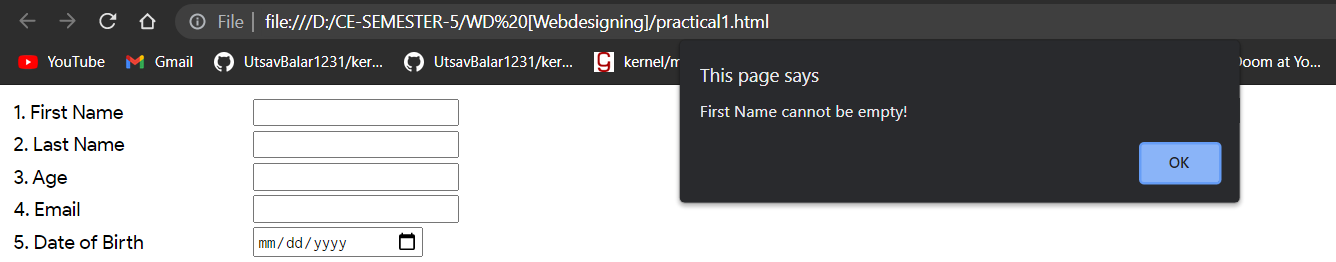 File | file:///D:/CE-SEMESTER-5/WD%20[Webdesigning]/practical1.html
YouTube Gmail UtsavBalar1231/ker... UtsavBalar1231/ker... kernel/m Doom at Yo...
This page says
First Name cannot be empty!
OK
1. First Name
2. Last Name
3. Age
4. Email
5. Date of Birth mm/dd/yyyy